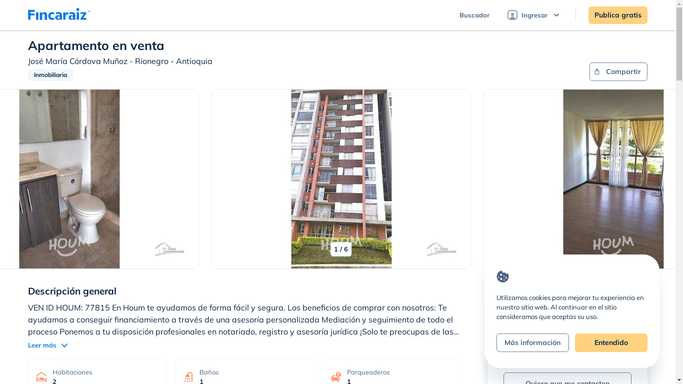 Fincaraiz
Buscador
Ingresar
Publica gratis
Apartamento en venta
José María Córdova Muñoz - Rionegro - Antioquia
Inmobiliaria
Compartir
HOUM
HOUM
HOUM
1 / 6
Descripción general
VEN ID HOUM: 77815 En Houm te ayudamos de forma fácil y segura. Los beneficios de comprar con nosotros: Te
ayudamos a conseguir financiamiento a través de una asesoría personalizada Mediación y seguimiento de todo el
proceso Ponemos a tu disposición profesionales en notariado, registro y asesoría jurídica ¡Solo te preocupas de las...
Leer más
Habitaciones
2
Baños
1
Parqueaderos
1
Utilizamos cookies para mejorar tu experiencia en
nuestro sitio web. Al continuar en el sitio
consideramos que aceptas su uso.
Más información
Entendido
Quiero que me contacten